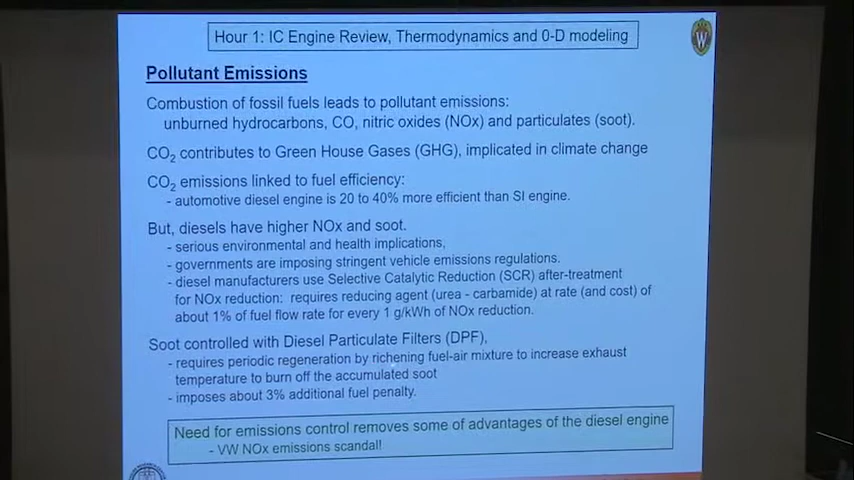 Hour 1: IC Engine Review, Thermodynamics and 0-D modeling
W
Pollutant Emissions
Combustion of fossil fuels leads to pollutant emissions:
unburned hydrocarbons, CO, nitric oxides (NOx) and particulates (soot).
CO2 contributes to Green House Gases (GHG), implicated in climate change
CO2 emissions linked to fuel efficiency:
- automotive diesel engine is 20 to 40% more efficient than SI engine.
But, diesels have higher NOx and soot.
- serious environmental and health implications,
- governments are imposing stringent vehicle emissions regulations.
- diesel manufacturers use Selective Catalytic Reduction (SCR) after-treatment
for NOx reduction: requires reducing agent (urea - carbamide) at rate (and cost) of
about 1% of fuel flow rate for every 1 g/kWh of NOx reduction.
Soot controlled with Diesel Particulate Filters (DPF),
- requires periodic regeneration by richening fuel-air mixture to increase exhaust
temperature to burn off the accumulated soot
- imposes about 3% additional fuel penalty.
Need for emissions control removes some of advantages of the diesel engine
- VW NOx emissions scandal!